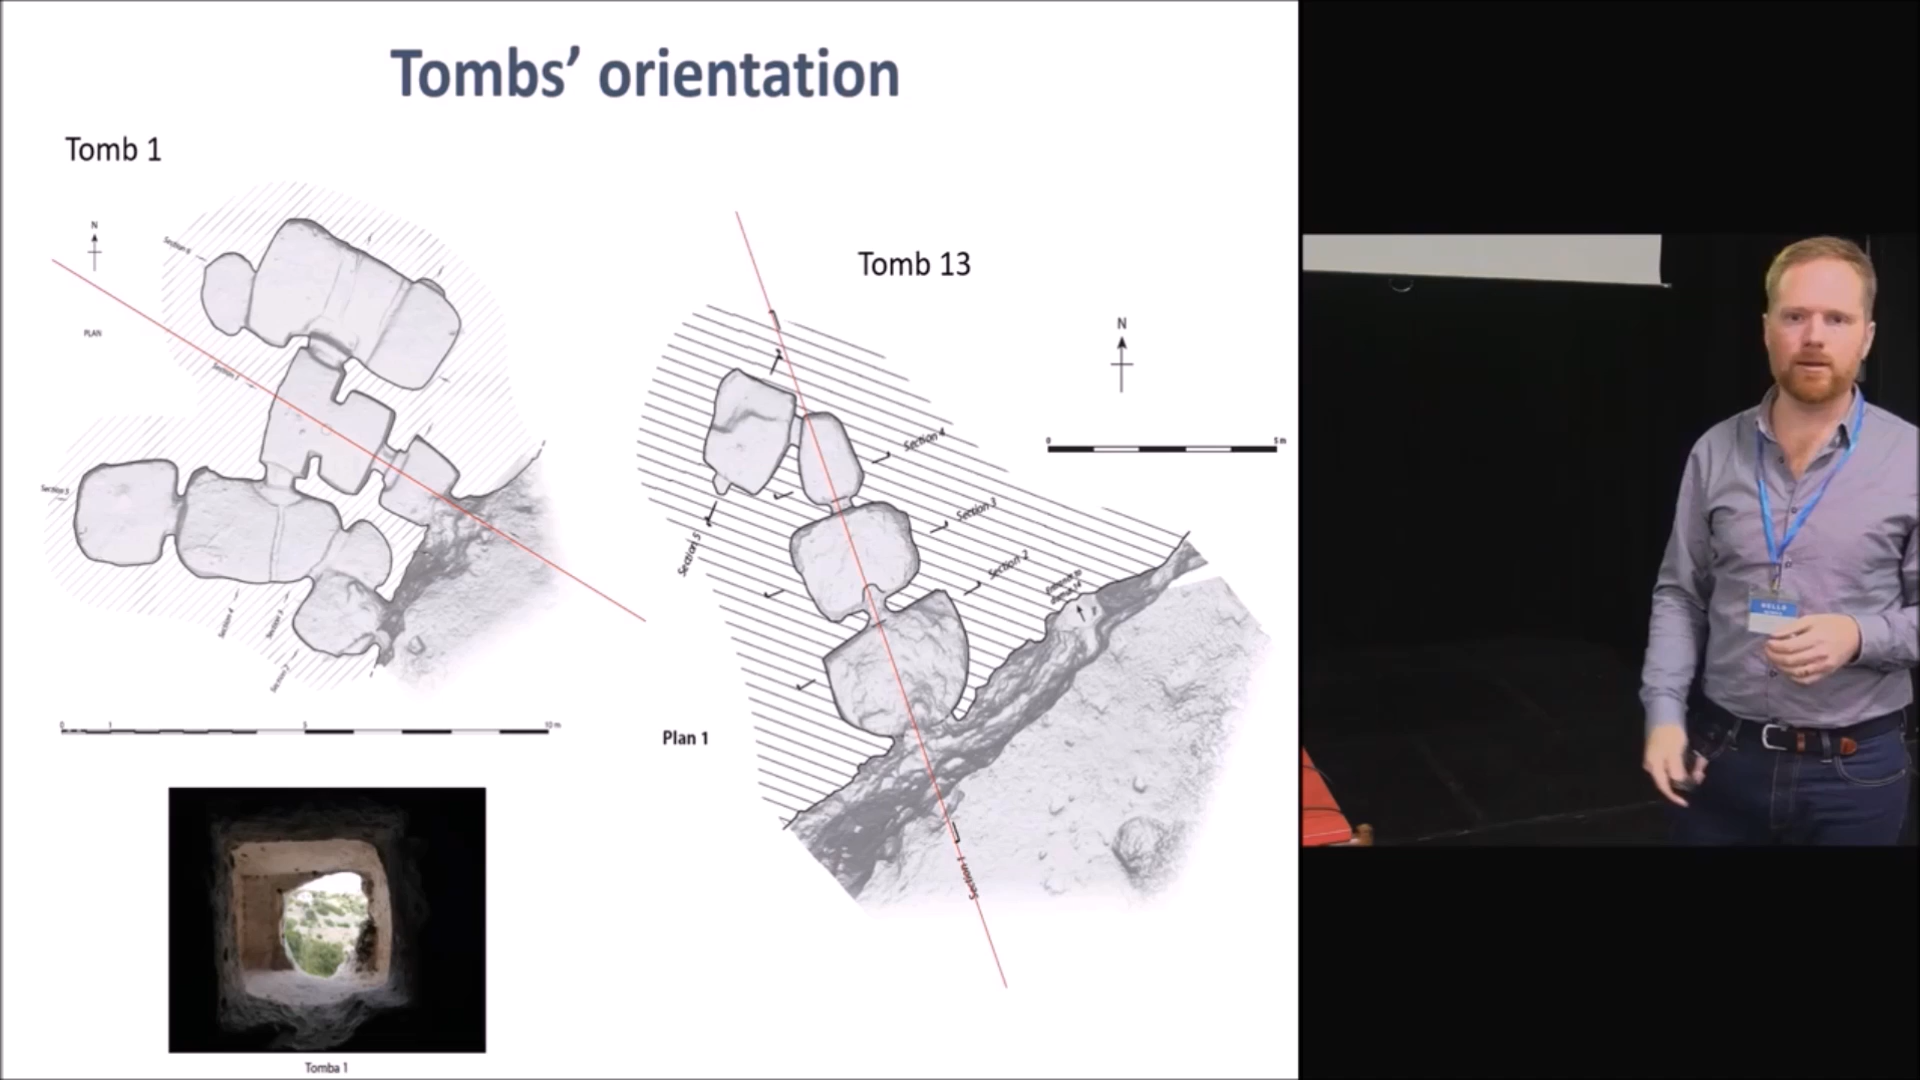 Tombs' orientation
Tomb 1
N
Section 6
PLAN
Section 1
Section 5
Section 4
Section 3
Section 2
0 1 5 10 m
Tomba 1
Tomb 13
N
0 5 m
Section 4
Section 3
Section 2
Section 5
Plan 1
Section 1
HELLO